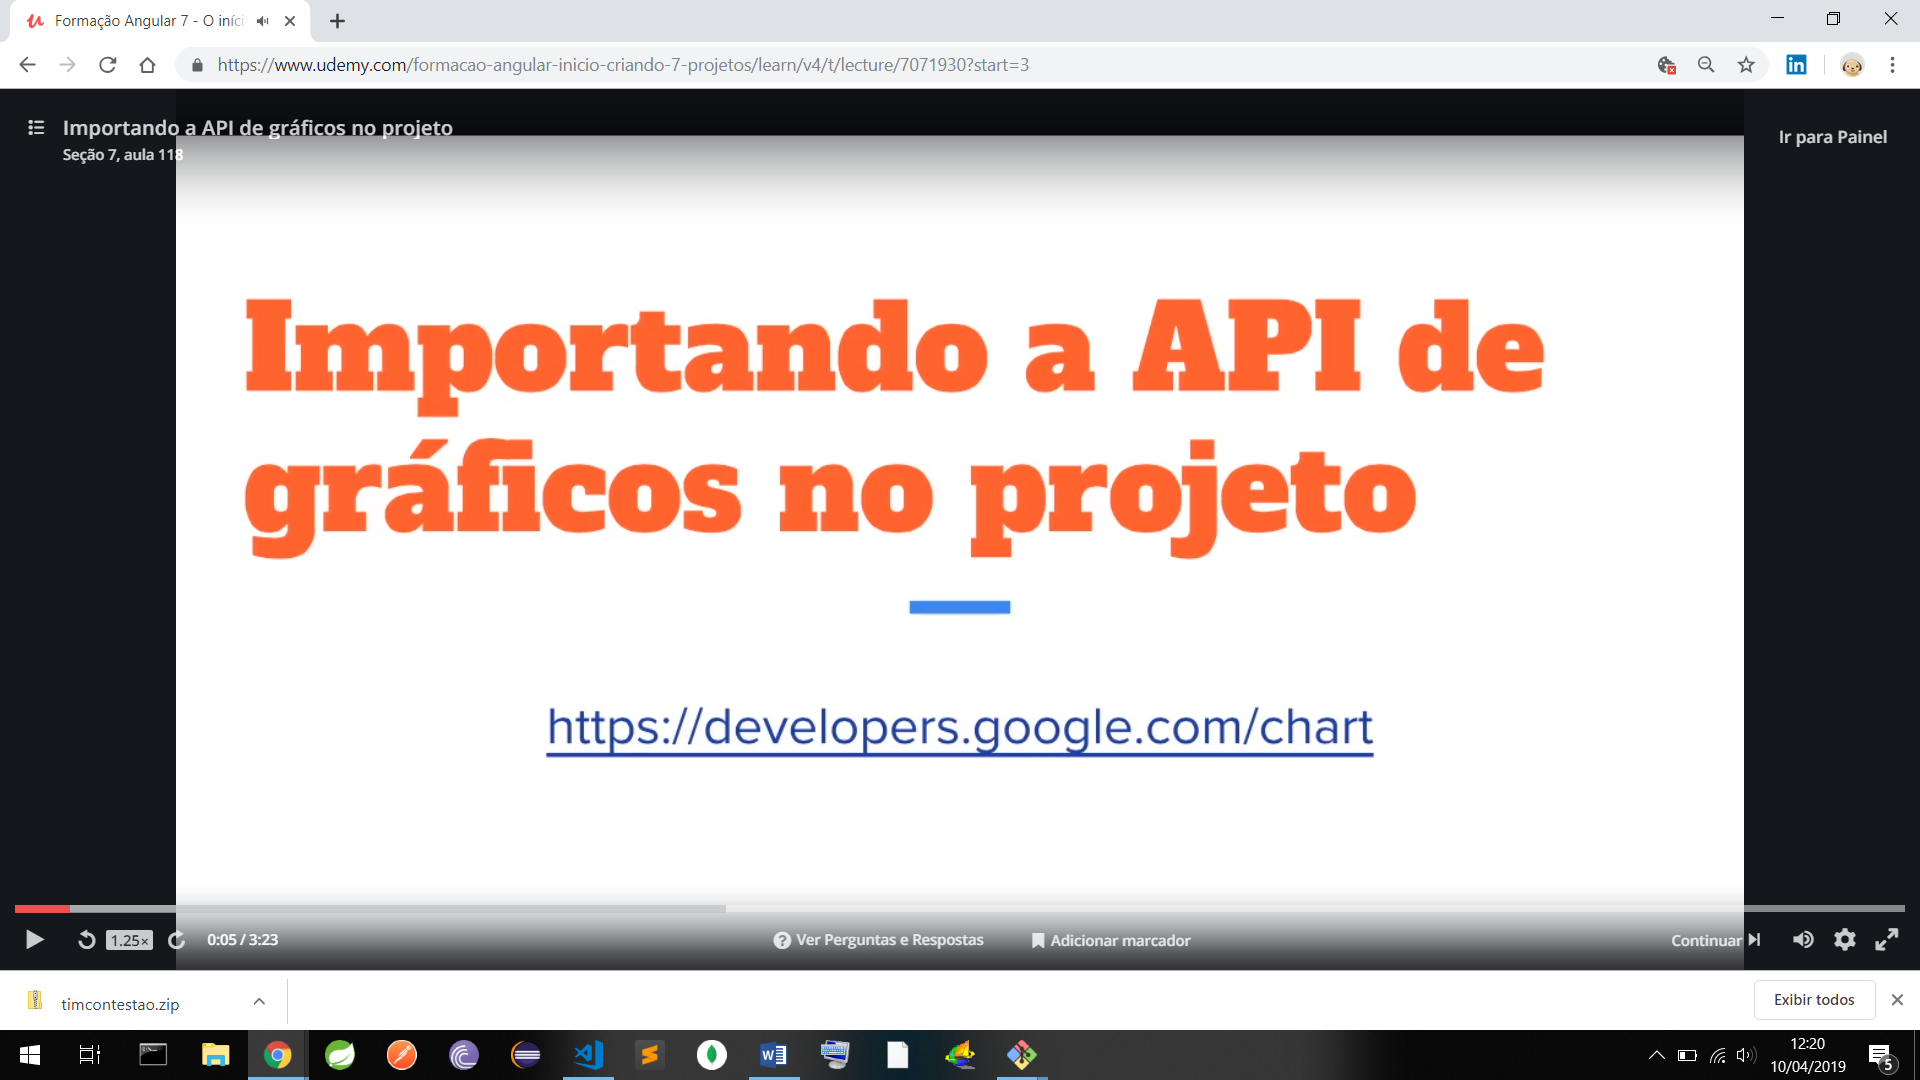 Formação Angular 7 - O iníc
https://www.udemy.com/formacao-angular-inicio-criando-7-projetos/learn/v4/t/lecture/7071930?start=3
Importando a API de gráficos no projeto
Seção 7, aula 118
Ir para Painel
Importando a API de
gráficos no projeto
https://developers.google.com/chart
1.25×
0:05 / 3:23
Ver Perguntas e Respostas
Adicionar marcador
Continuar
timcontestao.zip
Exibir todos
12:20
10/04/2019
5